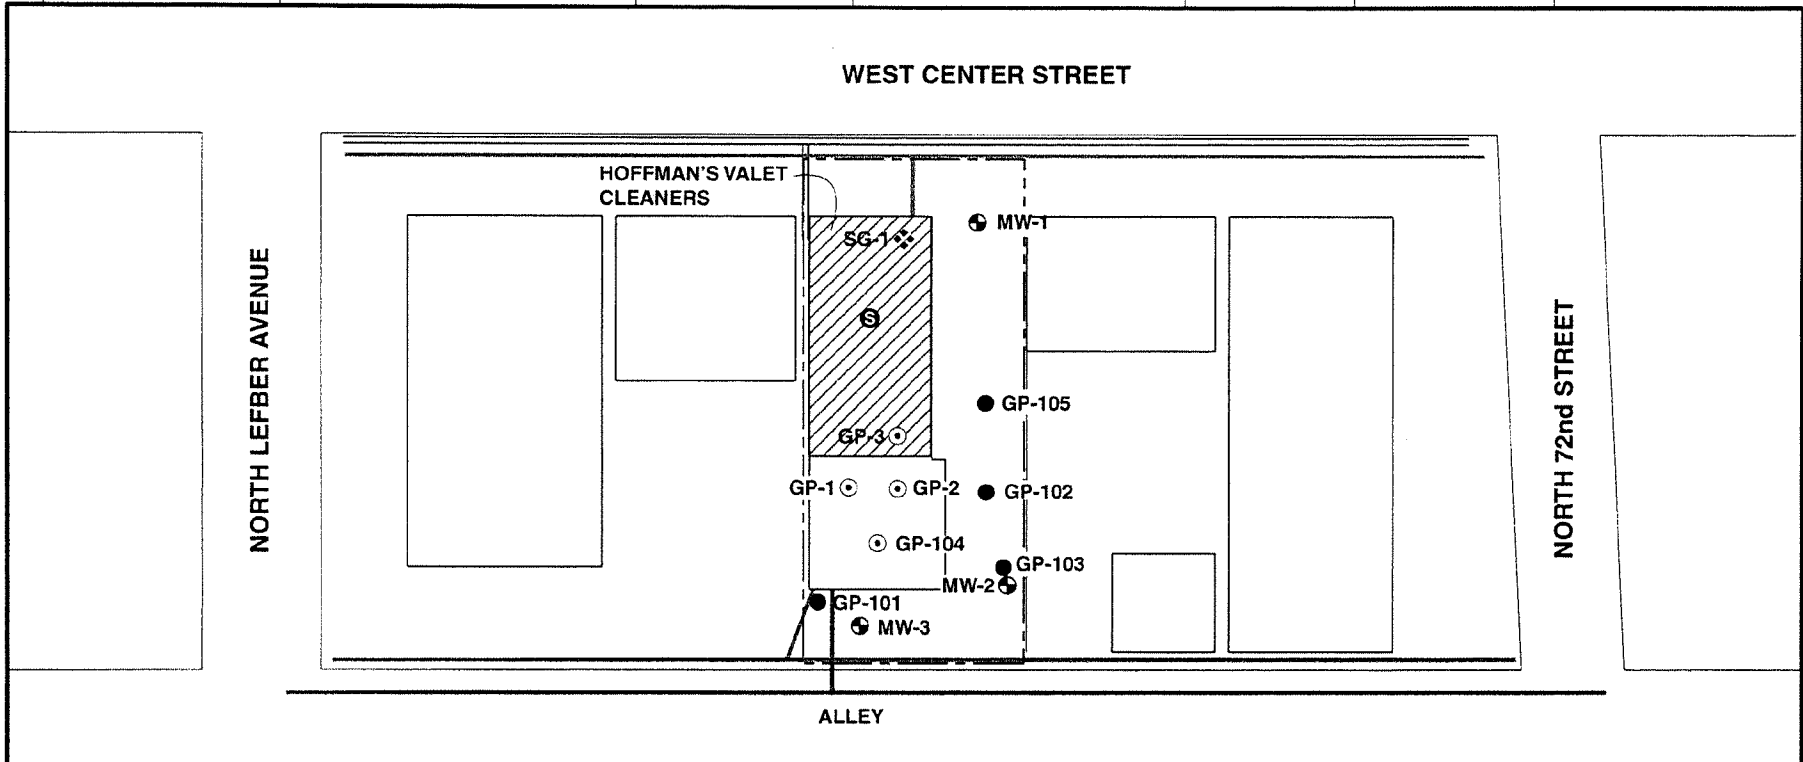 WEST CENTER STREET
HOFFMAN'S VALET
CLEANERS
SG-1
MW-1
S
NORTH LEFBER AVENUE
NORTH 72nd STREET
GP-105
GP-3
GP-1
GP-2
GP-102
GP-104
GP-103
MW-2
GP-101
MW-3
ALLEY